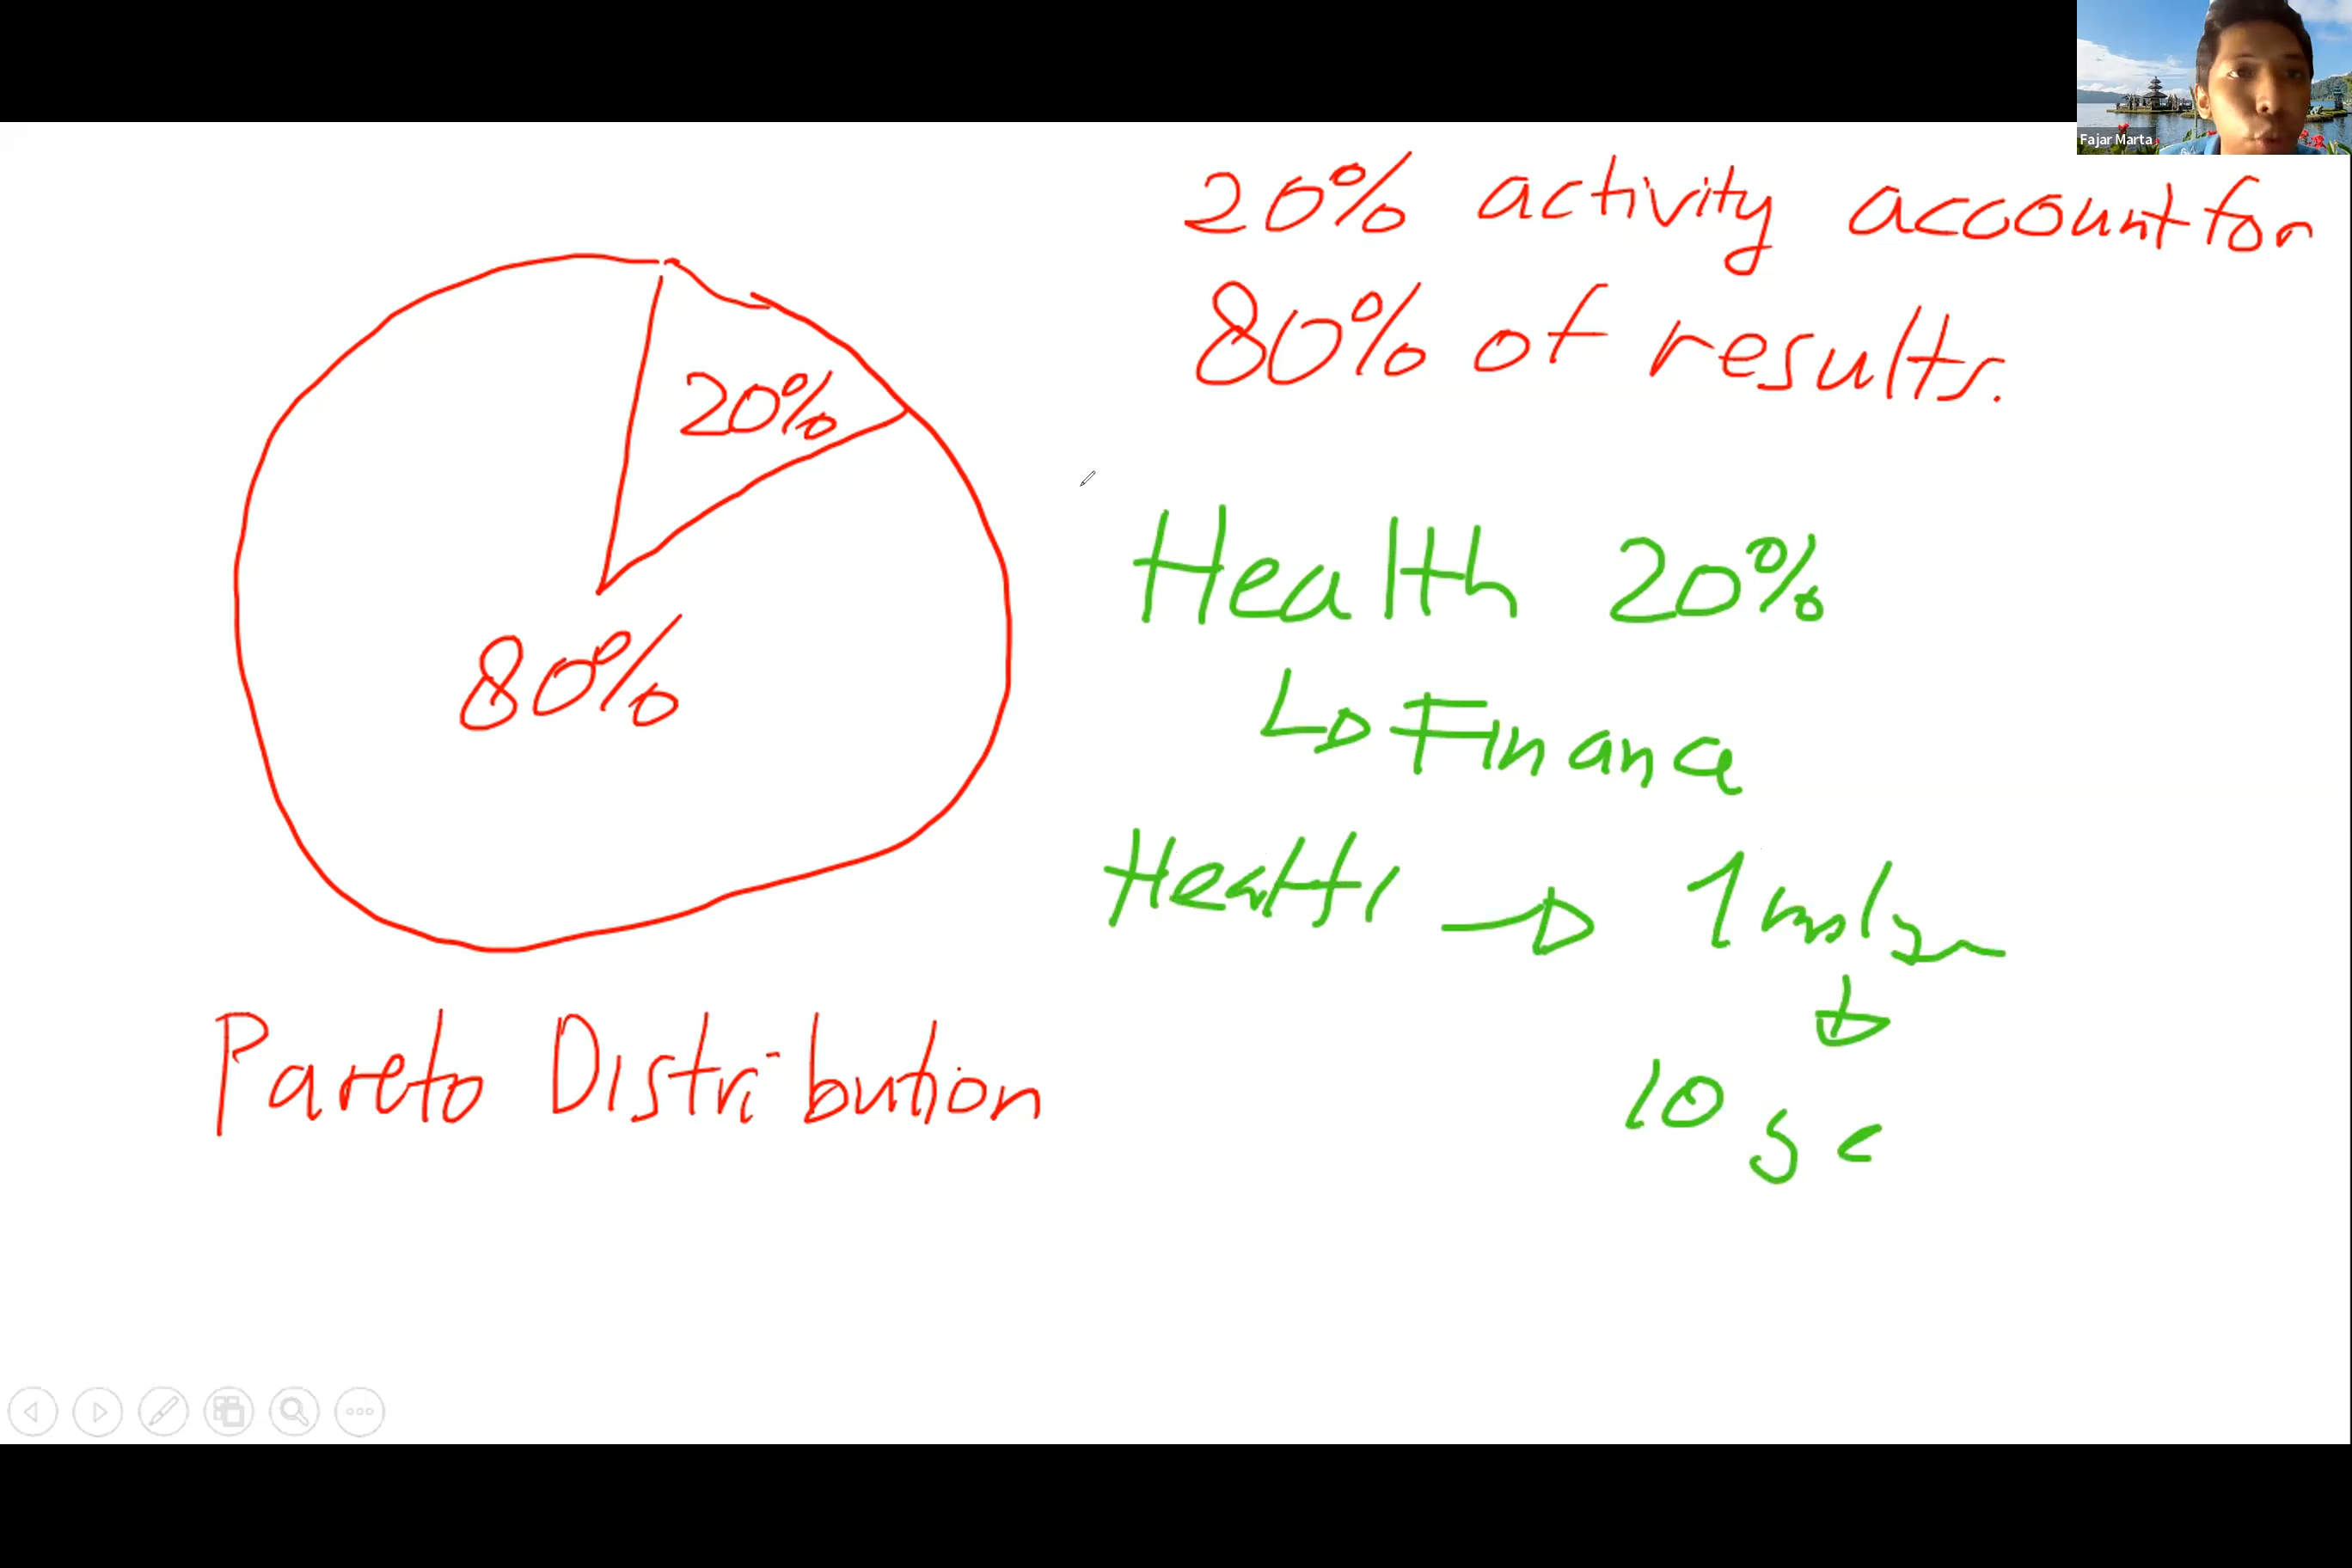 Fajar Marta
20% activity account for
80% of results.
20%
80%
Pareto Distribution
Health 20%
Finance
Health
1
10